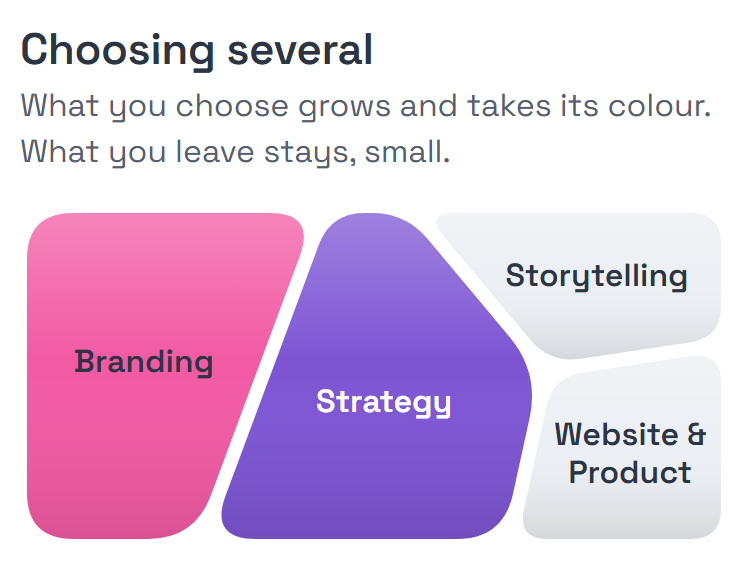 Choosing several
What you choose grows and takes its colour.
What you leave stays, small.
Storytelling
Branding
Strategy
Website &
Product